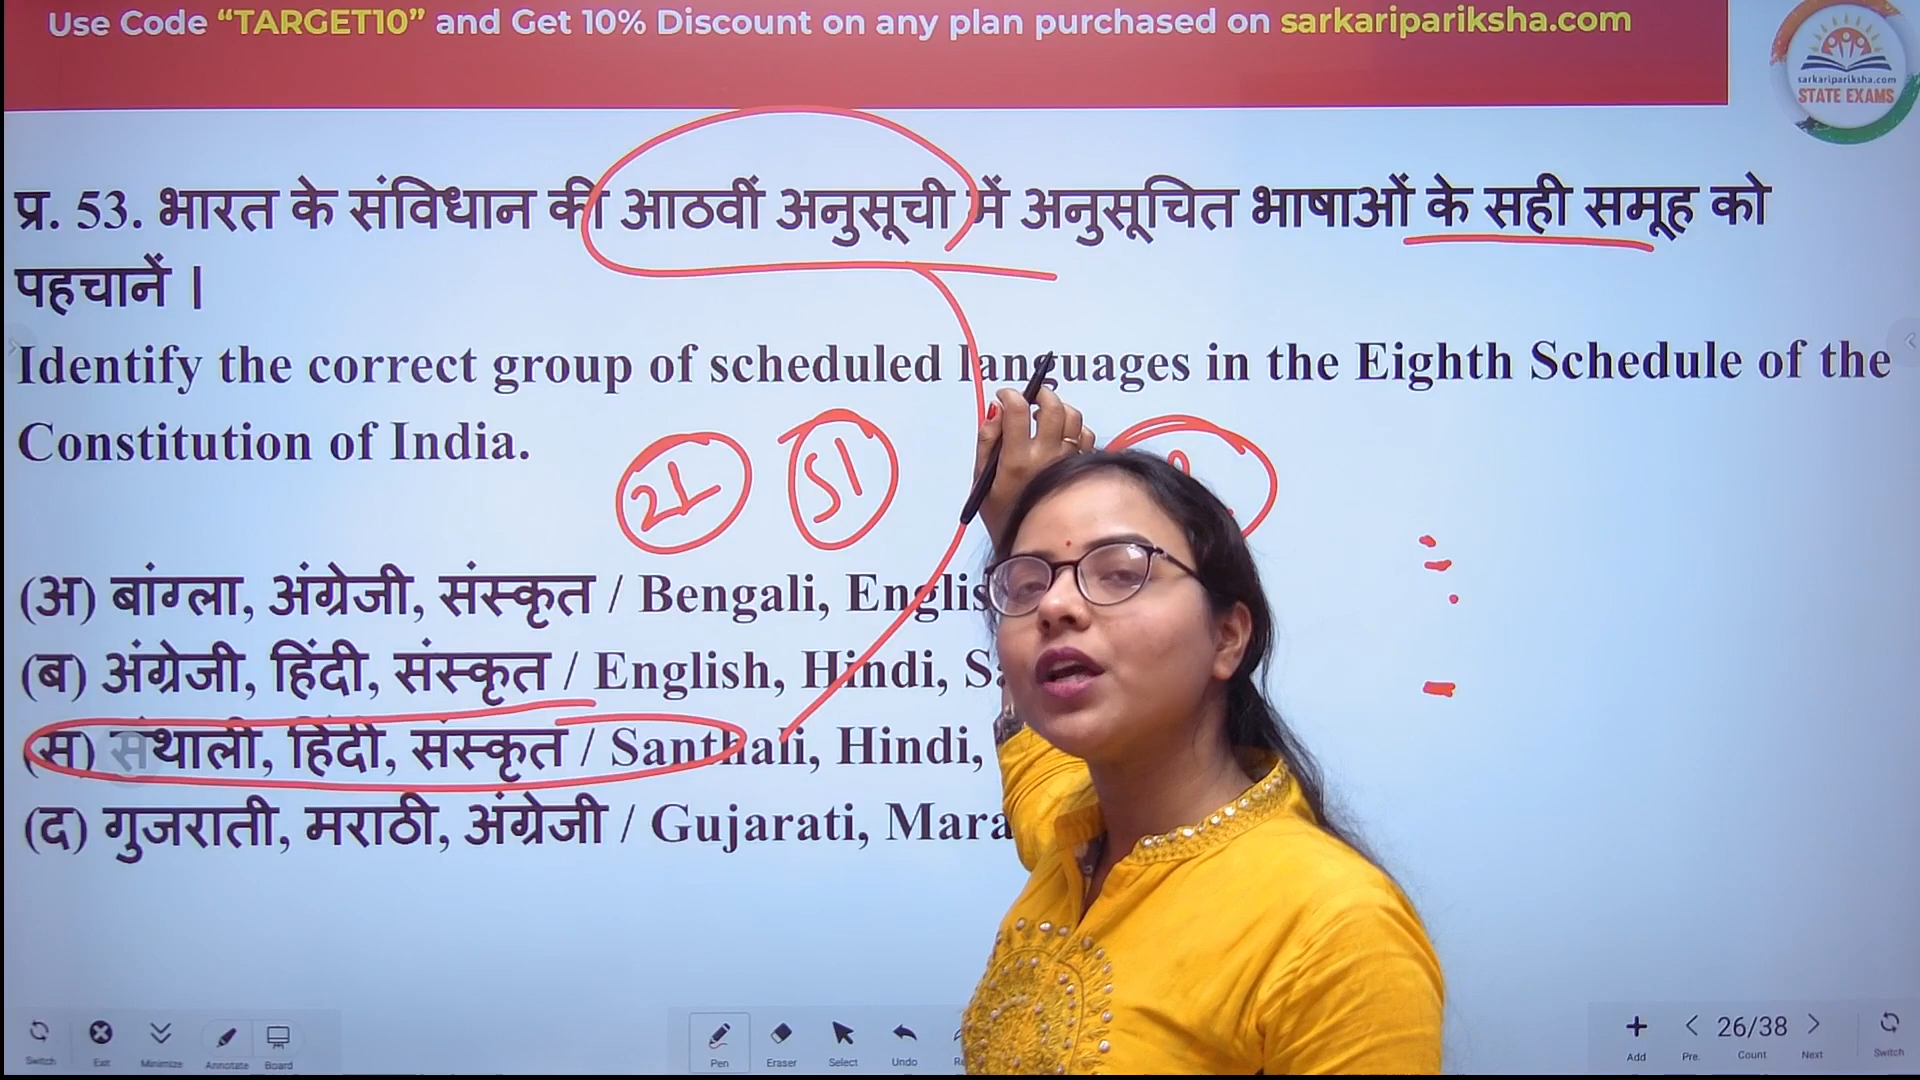 Use Code “TARGET10” and Get 10% Discount on any plan purchased on sarkaripariksha.com
sarkaripariksha.com
STATE EXAMS
प्र. 53. भारत के संविधान की आठवीं अनुसूची में अनुसूचित भाषाओं के सही समूह को
पहचानें ।
Identify the correct group of scheduled languages in the Eighth Schedule of the
Constitution of India.
21 51
(अ) बांग्ला, अंग्रेजी, संस्कृत / Bengali,
(ब) अंग्रेजी, हिंदी, संस्कृत / English, Hindi,
(स) संथाली, हिंदी, संस्कृत / Santhali, Hindi,
(द) गुजराती, मराठी, अंग्रेजी / Gujarati,
Switch Exit Minimize Annotate Board Pen Eraser Select Undo
26/38
Add Pre. Count Next Switch